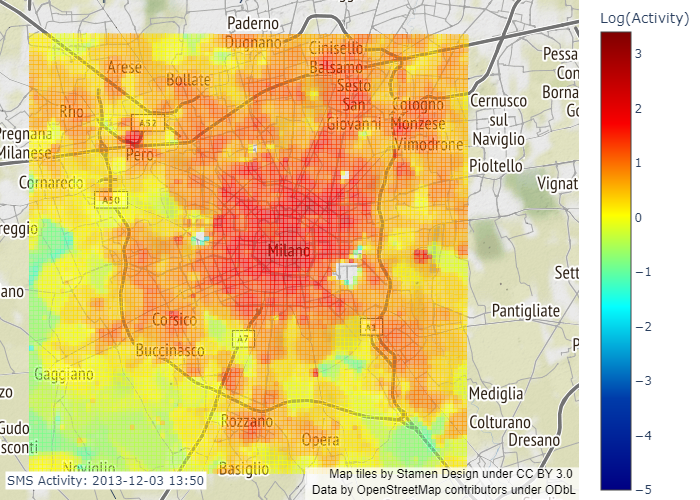 Paderno
Dugnano
Cinisello
Balsamo
Arese
Bollate
Sesto
San
Giovanni
Pessa
Con
Borna
Go
Rho
A52
Cologno
Monzese
Cernusco
sul
Naviglio
Pregnana
Milanese
Pero
Vimodrone
Pioltello
Cornaredo
A50
Vignat
reggio
Milano
Sett
ano
Pantigliate
Corsico
A7
Buccinasco
P
Gaggiano
zo
Mediglia
Rozzano
Colturano
Gudo
sconti
Opera
Dresano
Noviglio
Basiglio
SMS Activity: 2013-12-03 13:50
Map tiles by Stamen Design under CC BY 3.0
Data by OpenStreetMap contributors under ODbL
Log(Activity)
3
2
1
0
−1
−2
−3
−4
−5